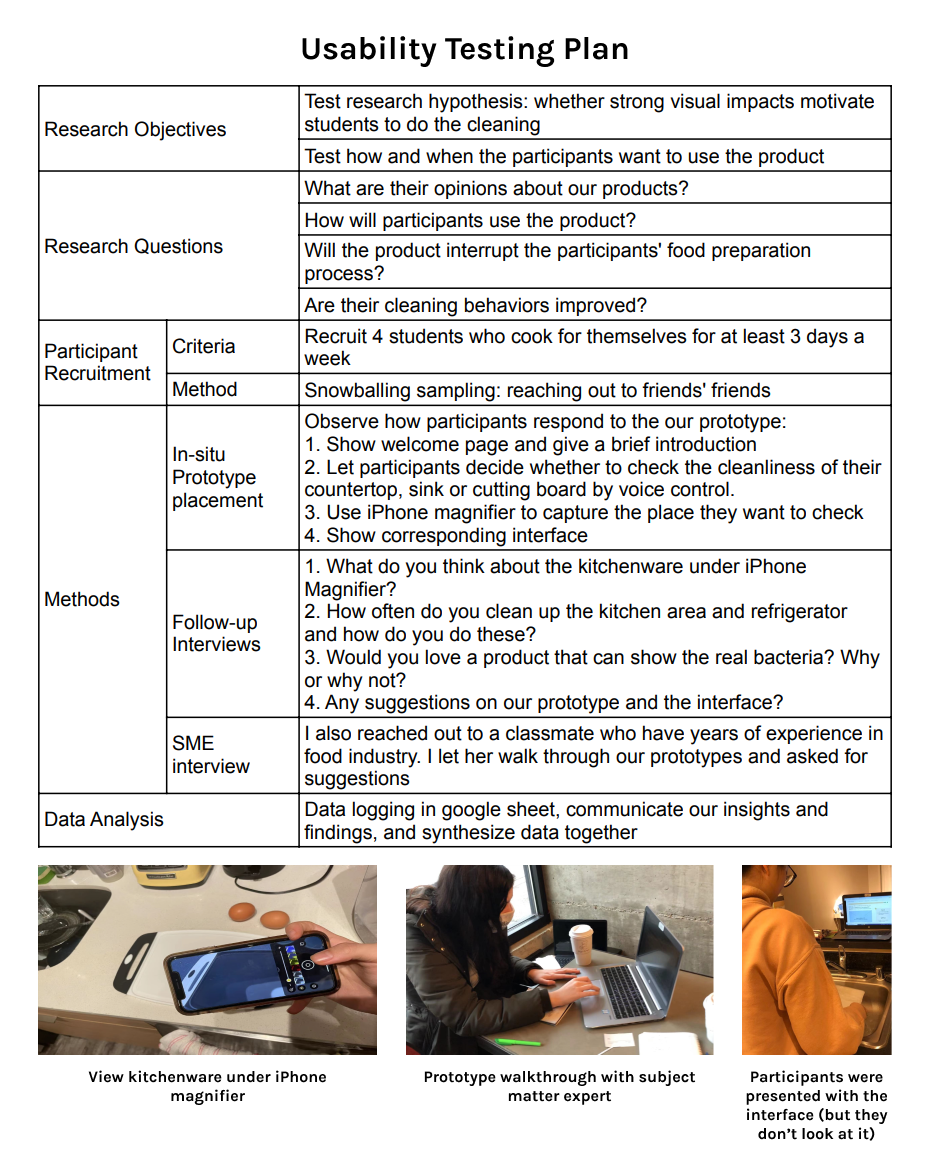 Usability Testing Plan
Research Objectives
Test research hypothesis: whether strong visual impacts motivate
students to do the cleaning
Test how and when the participants want to use the product
Research Questions
What are their opinions about our products?
How will participants use the product?
Will the product interrupt the participants' food preparation
process?
Are their cleaning behaviors improved?
Participant
Recruitment
Criteria
Recruit 4 students who cook for themselves for at least 3 days a
week
Method
Snowballing sampling: reaching out to friends' friends
Methods
In-situ
Prototype
placement
Observe how participants respond to the our prototype:
1. Show welcome page and give a brief introduction
2. Let participants decide whether to check the cleanliness of their
countertop, sink or cutting board by voice control.
3. Use iPhone magnifier to capture the place they want to check
4. Show corresponding interface
Follow-up
Interviews
1. What do you think about the kitchenware under iPhone
Magnifier?
2. How often do you clean up the kitchen area and refrigerator
and how do you do these?
3. Would you love a product that can show the real bacteria? Why
or why not?
4. Any suggestions on our prototype and the interface?
SME
interview
I also reached out to a classmate who have years of experience in
food industry. I let her walk through our prototypes and asked for
suggestions
Data Analysis
Data logging in google sheet, communicate our insights and
findings, and synthesize data together
View kitchenware under iPhone
magnifier
Prototype walkthrough with subject
matter expert
Participants were
presented with the
interface (but they
don't look at it)